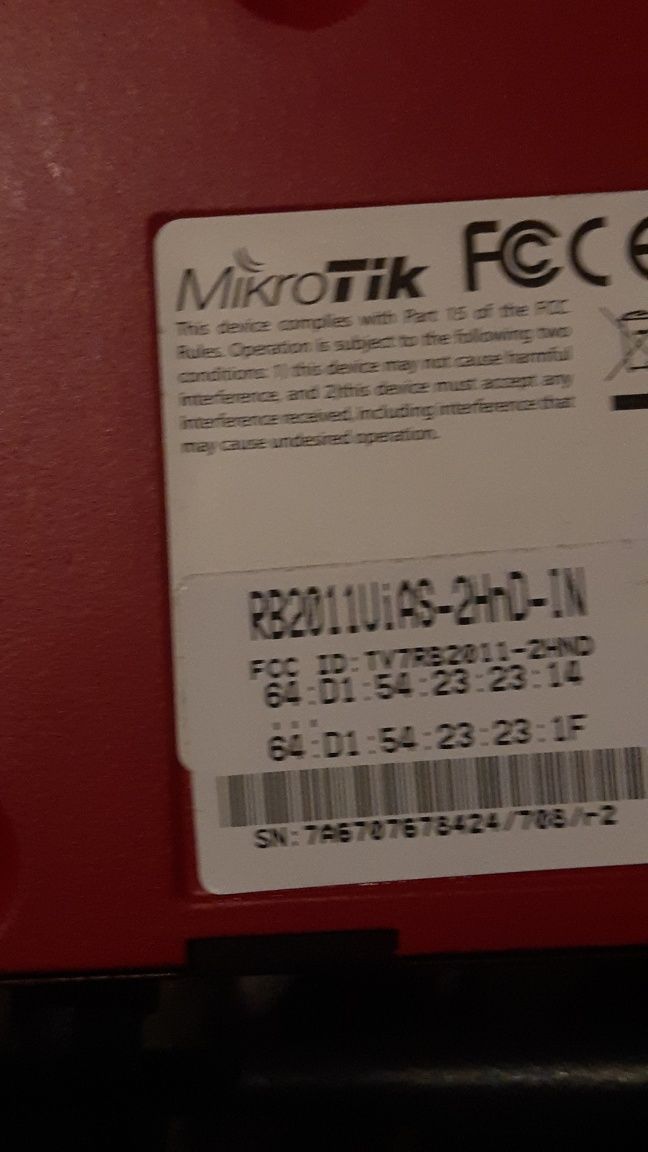 MikroTik FCC CE
This device complies with Part 15 of the FCC
Rules. Operation is subject to the following two
conditions: 1) this device may not cause harmful
interference, and 2)this device must accept any
interference received, including interference that
may cause undesired operation.
RB2011UiAS-2HnD-IN
FCC ID:TV7RB2011-2HND
64:D1:54:23:23:14
...
64:D1:54:23:23:1F
SN:7A6707678424/708/r2